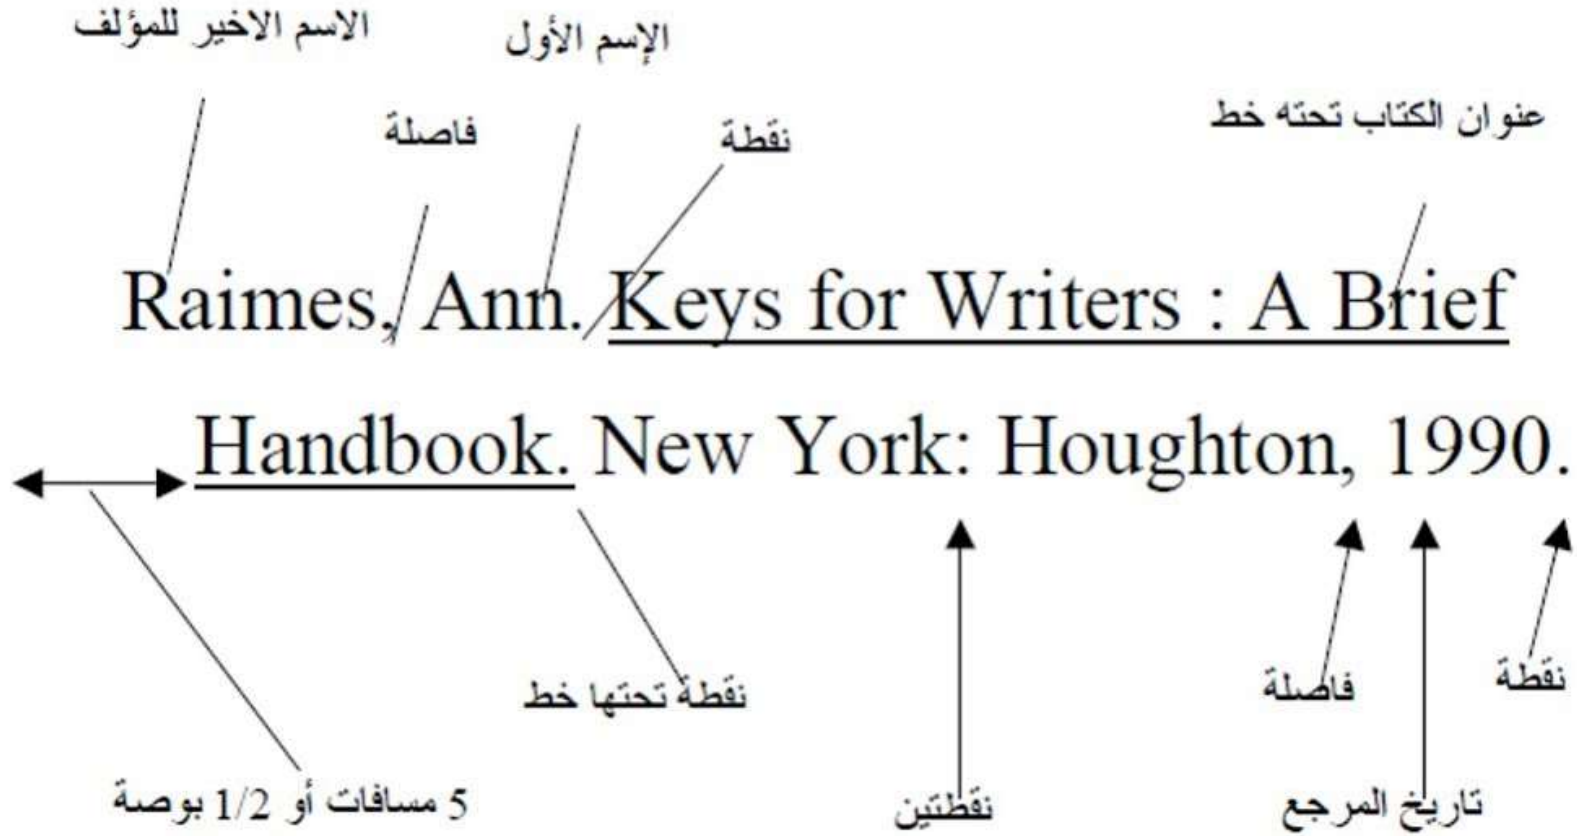 الاسم الاخير للمؤلف
الإسم الأول
فاصلة
نقطة
عنوان الكتاب تحته خط
Raimes, Ann. Keys for Writers : A Brief
Handbook. New York: Houghton, 1990.
نقطة تحتها خط
فاصلة
نقطة
5 مسافات أو 1/2 بوصة
نقطتين
تاريخ المرجع